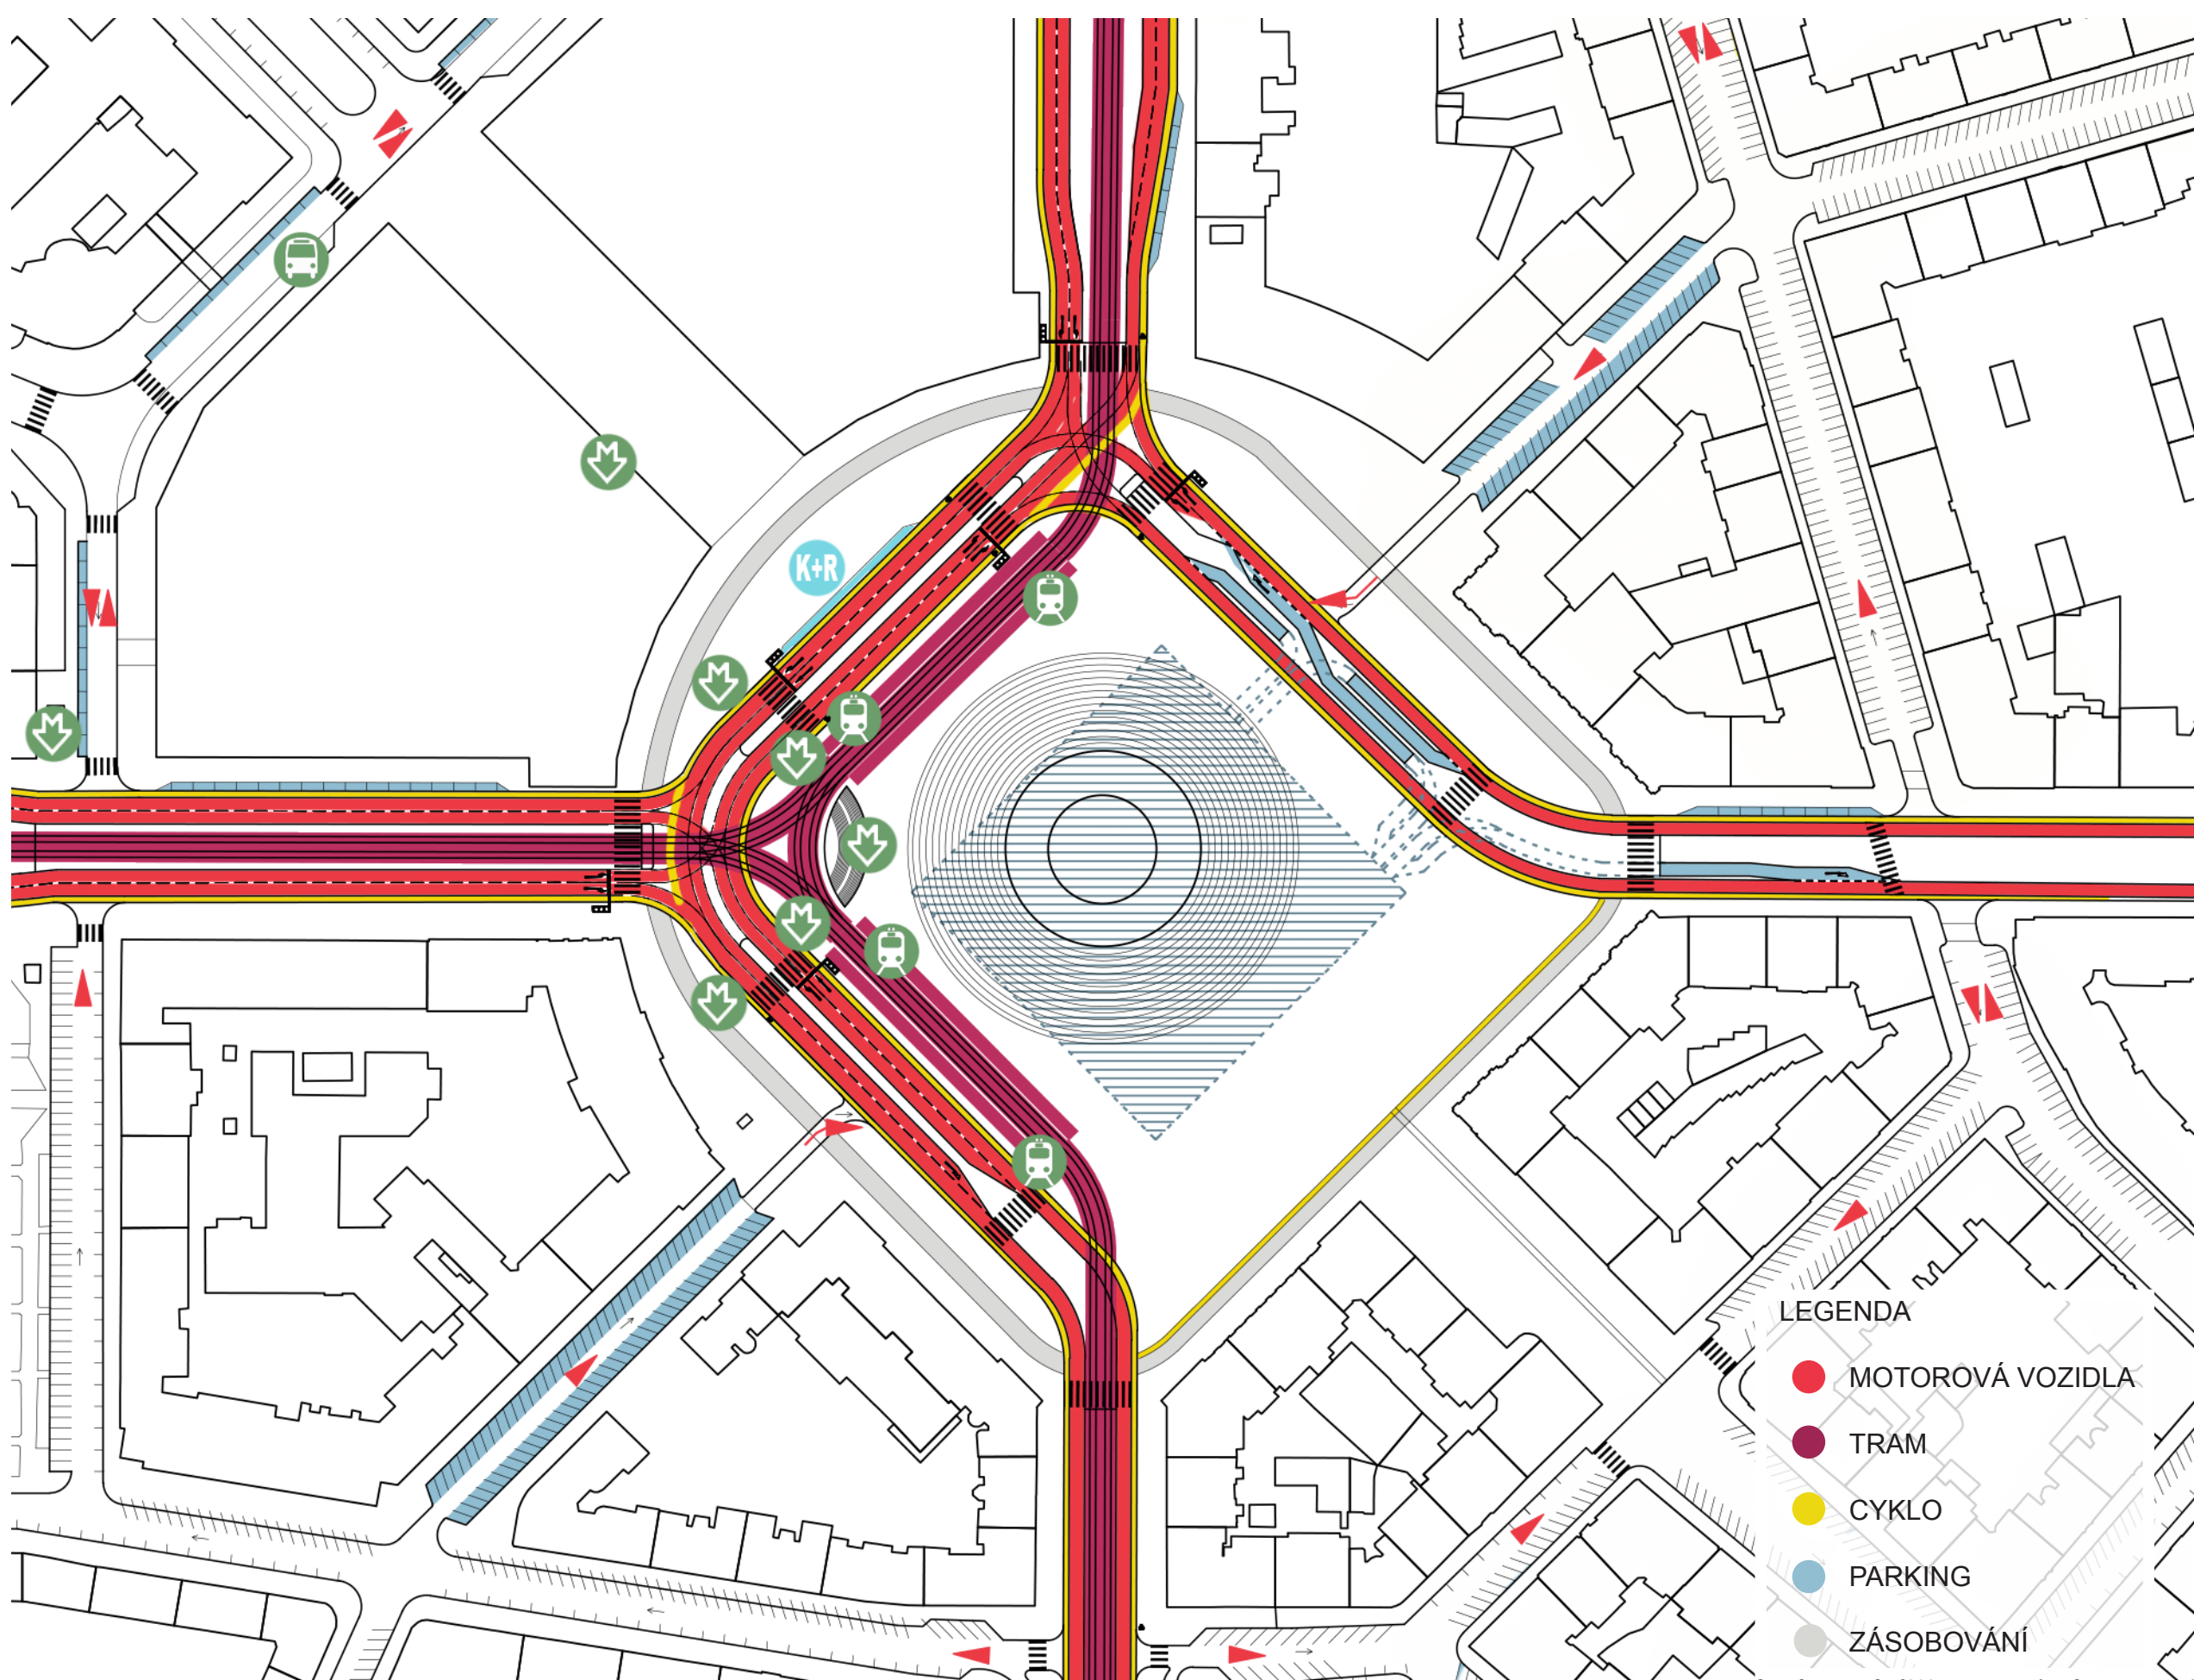 K+R
M
M
M
M
M
M
M
LEGENDA
MOTOROVÁ VOZIDLA
TRAM
CYKLO
PARKING
ZÁSOBOVÁNÍ